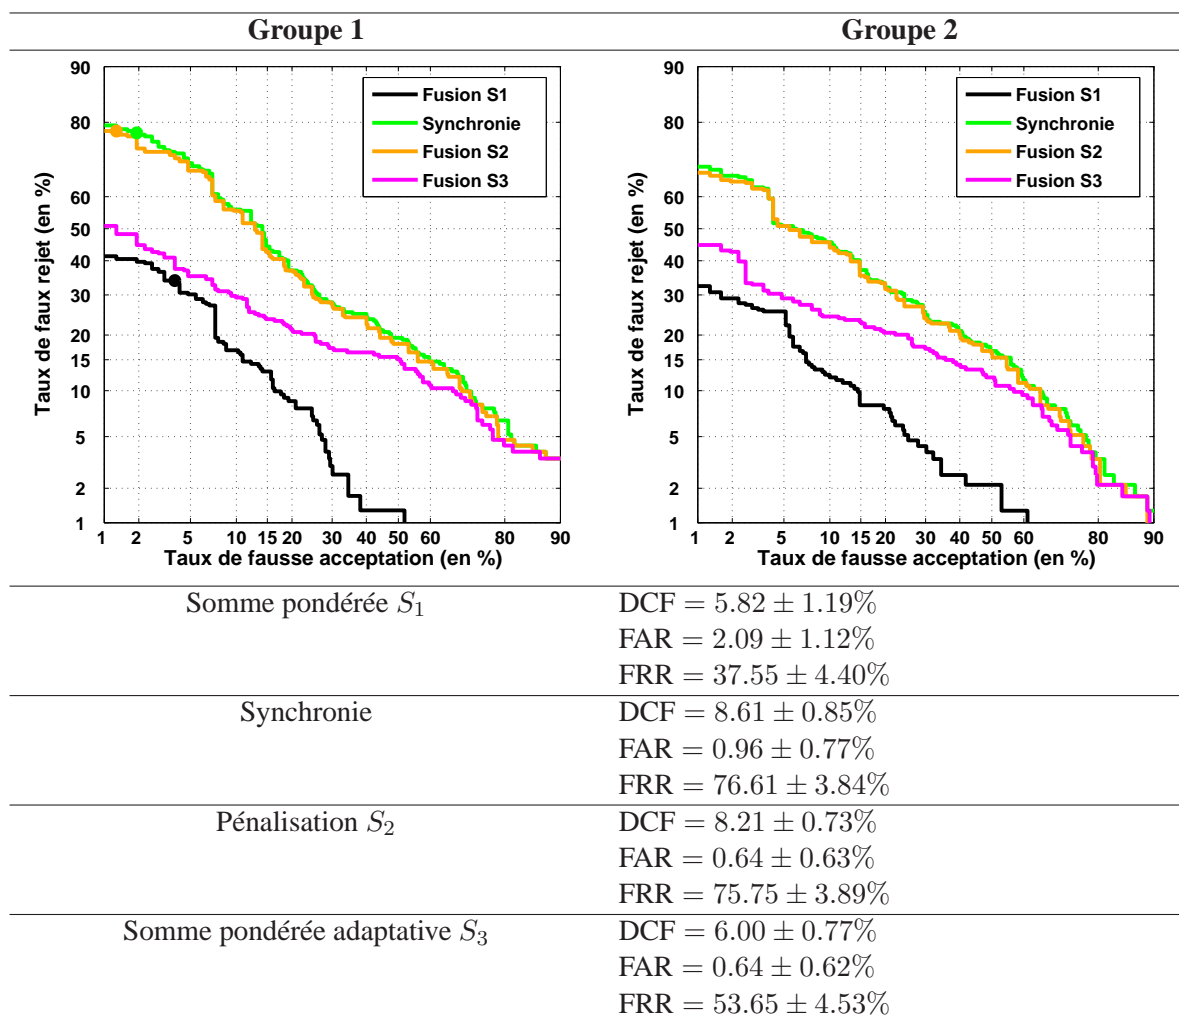 Groupe 1
Groupe 2
90
80
60
50
40
30
20
15
10
5
2
1
Taux de faux rejet (en %)
Fusion S1
Synchronie
Fusion S2
Fusion S3
1 2 5 10 15 20 30 40 50 60 80 90
Taux de fausse acceptation (en %)
90
80
60
50
40
30
20
15
10
5
2
1
Taux de faux rejet (en %)
Fusion S1
Synchronie
Fusion S2
Fusion S3
1 2 5 10 15 20 30 40 50 60 80 90
Taux de fausse acceptation (en %)
Somme pondérée S₁ DCF = 5.82 ± 1.19%
FAR = 2.09 ± 1.12%
FRR = 37.55 ± 4.40%
Synchronie DCF = 8.61 ± 0.85%
FAR = 0.96 ± 0.77%
FRR = 76.61 ± 3.84%
Pénalisation S₂ DCF = 8.21 ± 0.73%
FAR = 0.64 ± 0.63%
FRR = 75.75 ± 3.89%
Somme pondérée adaptative S₃ DCF = 6.00 ± 0.77%
FAR = 0.64 ± 0.62%
FRR = 53.65 ± 4.53%